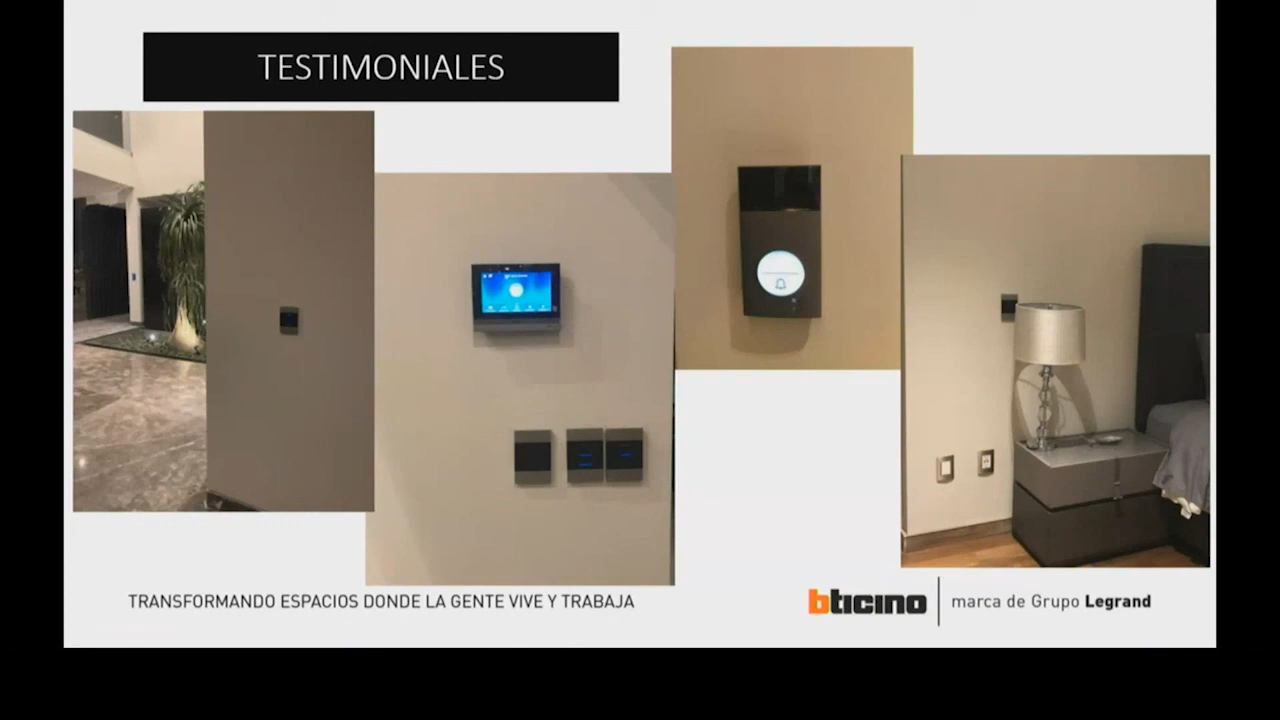 TESTIMONIALES
TRANSFORMANDO ESPACIOS DONDE LA GENTE VIVE Y TRABAJA
bticino
marca de Grupo Legrand